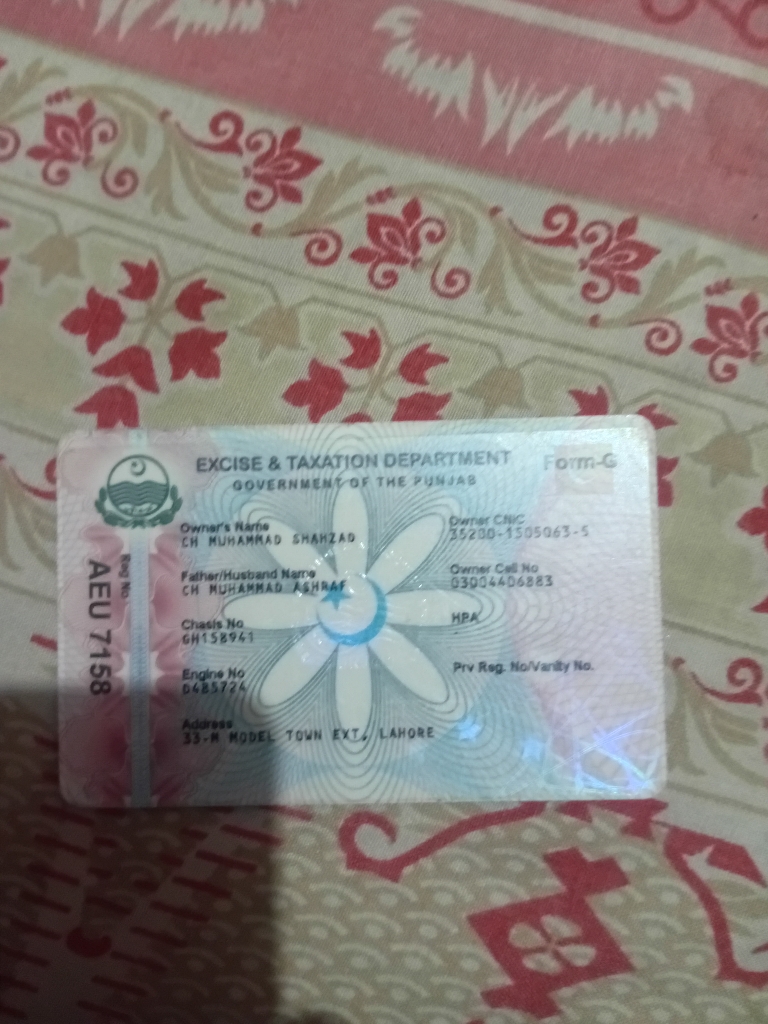 EXCISE & TAXATION DEPARTMENT
Form-G
GOVERNMENT OF THE PUNJAB
Reg No.
AEU 7158
Owner's Name
CH MUHAMMAD SHAHZAD
Owner CNIC
35200-1505063-5
Father/Husband Name
CH MUHAMMAD ASHRAF
Owner Cell No
03004406883
Chasis No
GH158941
HPA
Engine No
D4B5724
Prv Reg. No/Vanity No.
Address
33-M MODEL TOWN EXT, LAHORE